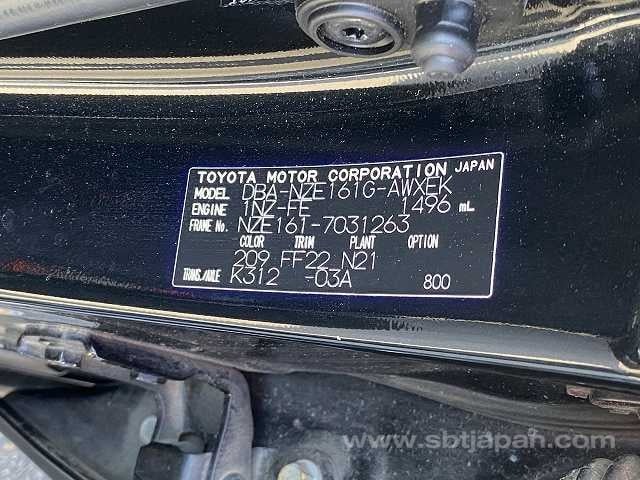 TOYOTA MOTOR CORPORATION JAPAN
MODEL DBA-NZE161G-AWXEK
ENGINE 1NZ-FE 1496 mL
FRAME No. NZE161-7031263
COLOR TRIM PLANT OPTION
209 FF22 N21
TRANS./AXLE K312 -03A 800
www.sbtjapan.com